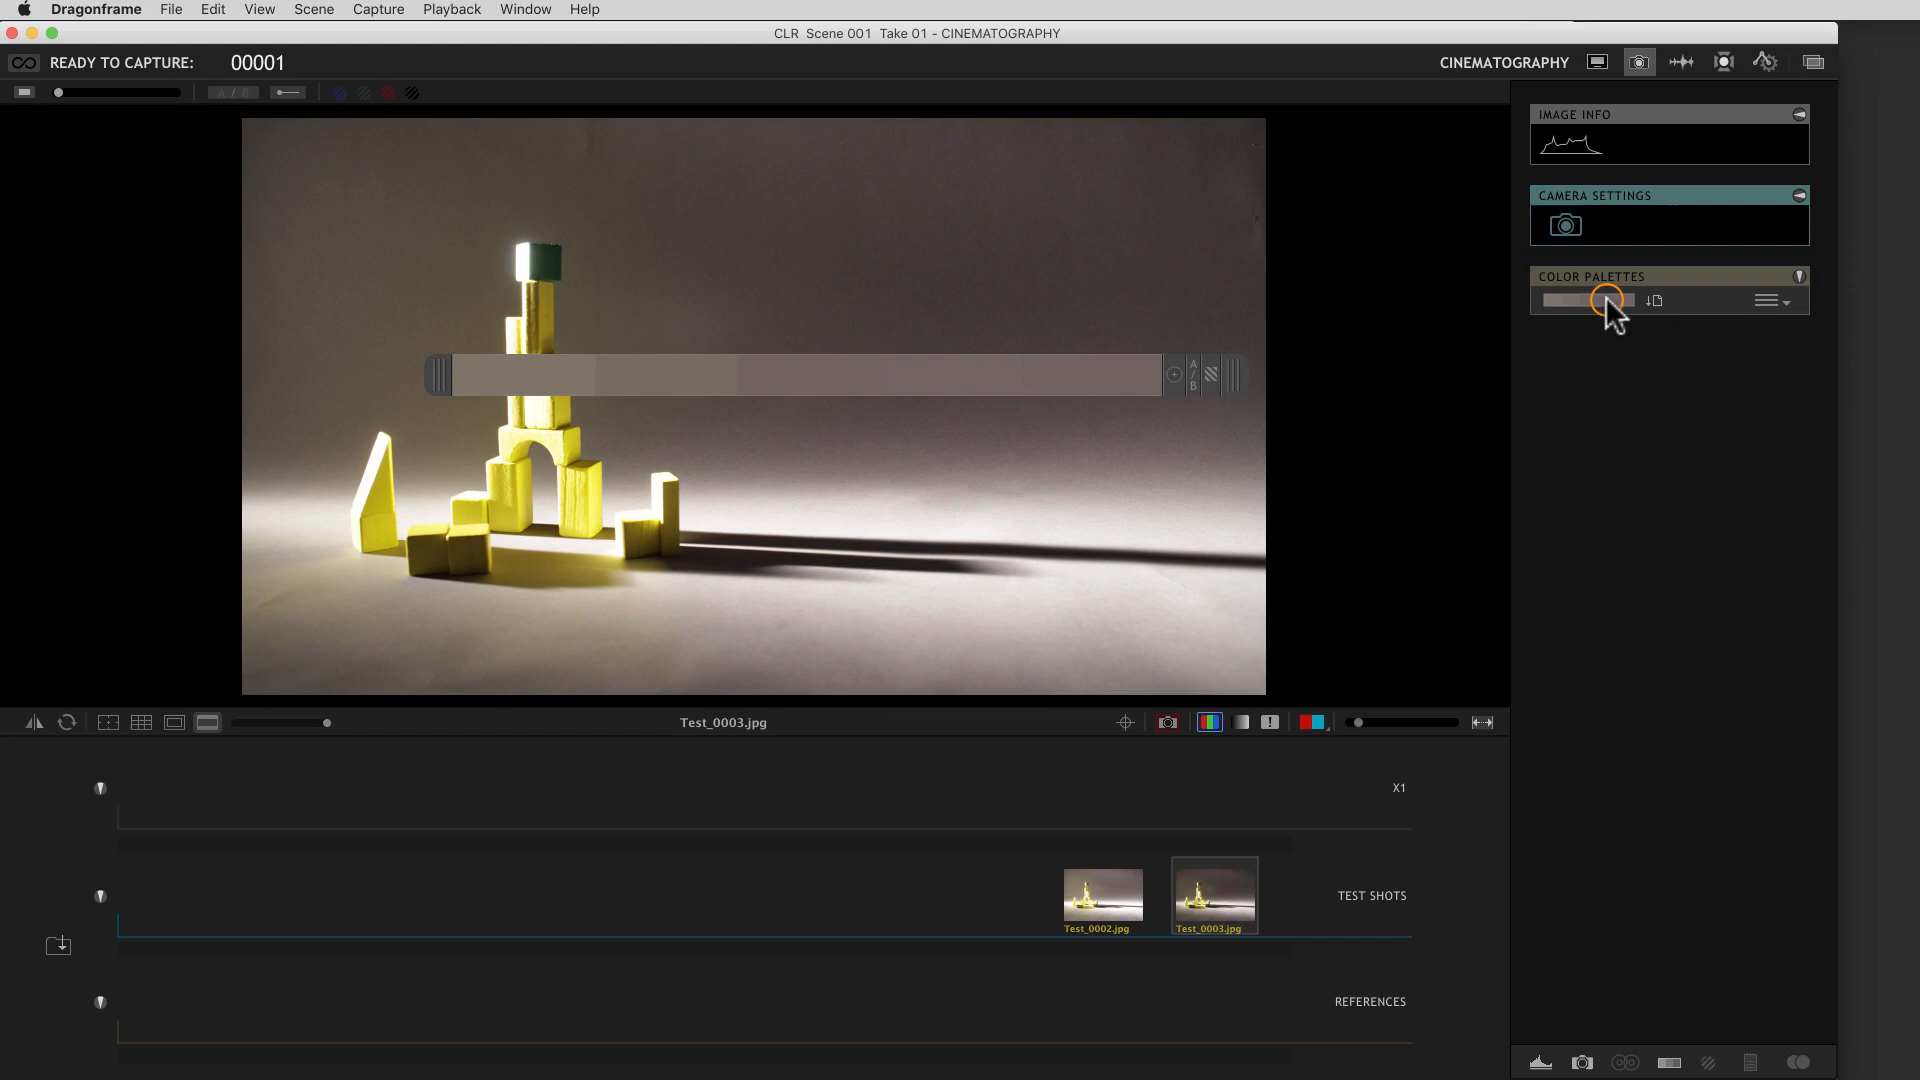 Dragonframe File Edit View Scene Capture Playback Window Help
CLR Scene 001 Take 01 - CINEMATOGRAPHY
READY TO CAPTURE: 00001
CINEMATOGRAPHY
A / B
IMAGE INFO
CAMERA SETTINGS
COLOR PALETTES
A / B
Test_0003.jpg
X1
TEST SHOTS
Test_0002.jpg
Test_0003.jpg
REFERENCES